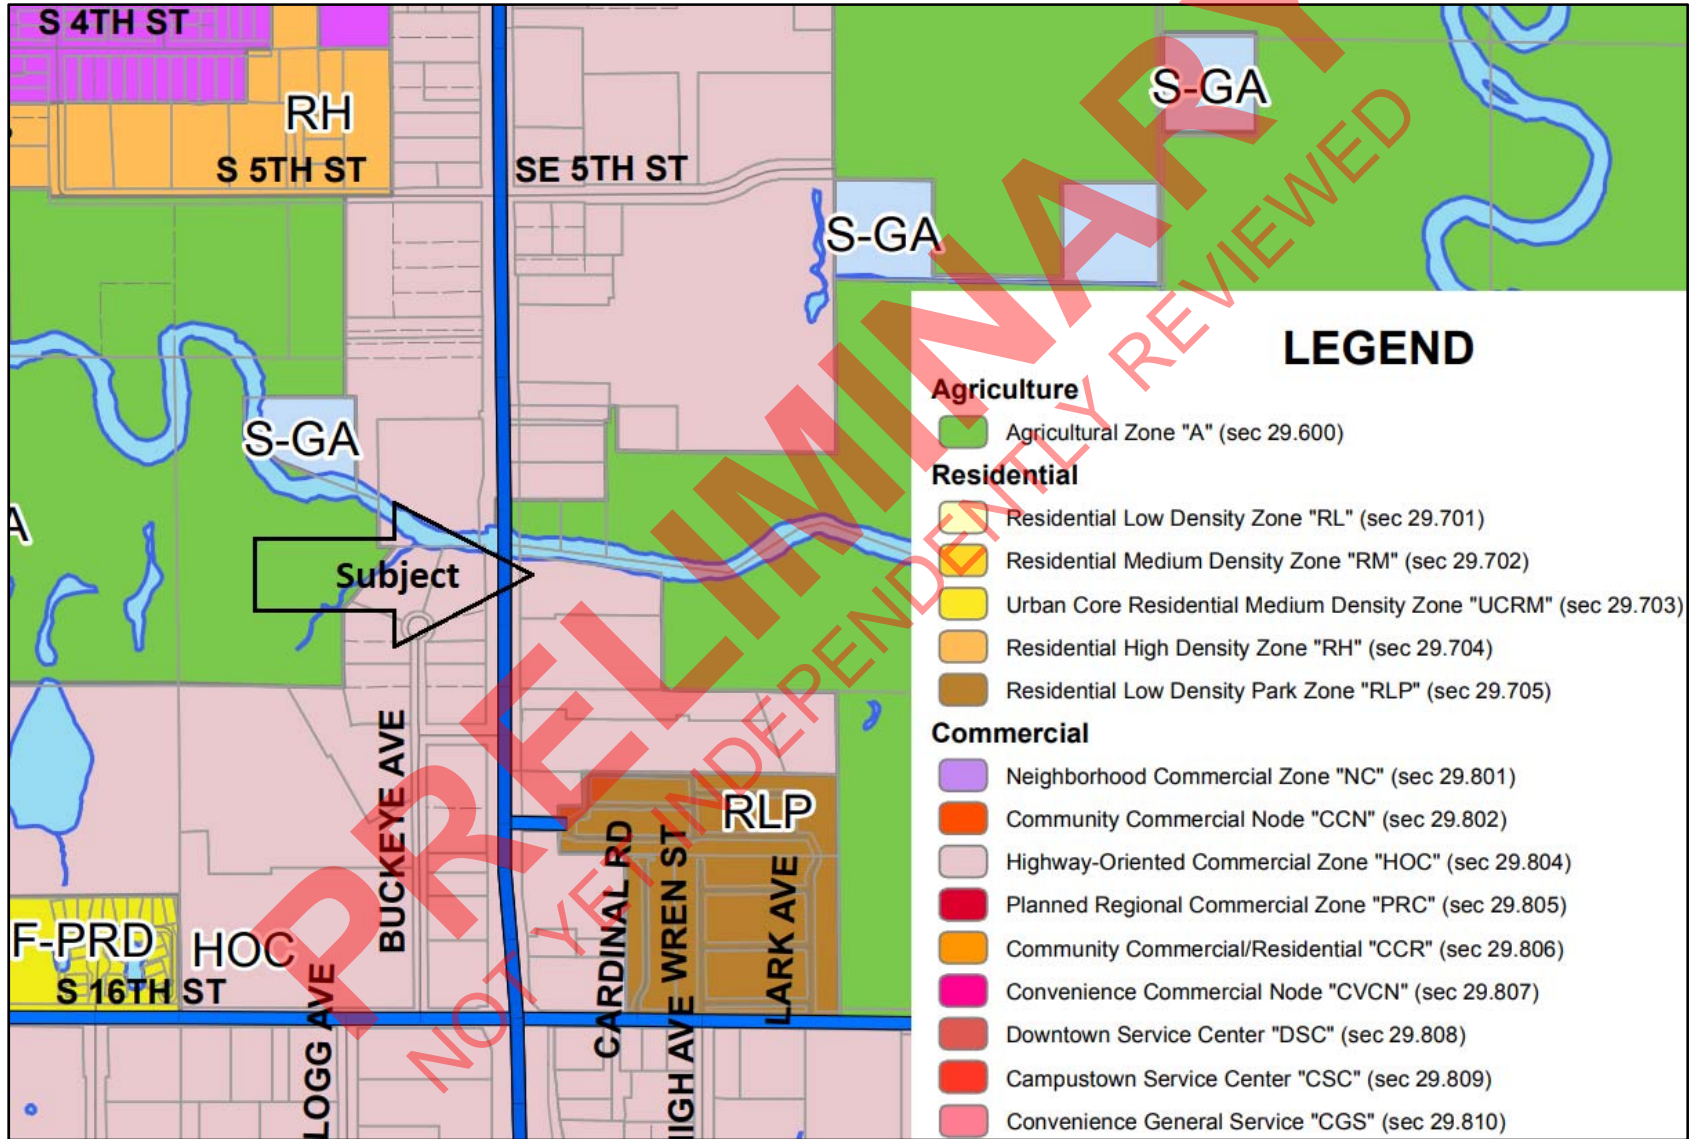 S 4TH ST
RH
S 5TH ST
SE 5TH ST
S-GA
S-GA
S-GA
A
Subject
BUCKEYE AVE
RLP
CARDINAL RD
HIGH AVE
WREN ST
LARK AVE
F-PRD
HOC
S 16TH ST
LOGG AVE
LEGEND
Agriculture
Agricultural Zone "A" (sec 29.600)
Residential
Residential Low Density Zone "RL" (sec 29.701)
Residential Medium Density Zone "RM" (sec 29.702)
Urban Core Residential Medium Density Zone "UCRM" (sec 29.703)
Residential High Density Zone "RH" (sec 29.704)
Residential Low Density Park Zone "RLP" (sec 29.705)
Commercial
Neighborhood Commercial Zone "NC" (sec 29.801)
Community Commercial Node "CCN" (sec 29.802)
Highway-Oriented Commercial Zone "HOC" (sec 29.804)
Planned Regional Commercial Zone "PRC" (sec 29.805)
Community Commercial/Residential "CCR" (sec 29.806)
Convenience Commercial Node "CVCN" (sec 29.807)
Downtown Service Center "DSC" (sec 29.808)
Campustown Service Center "CSC" (sec 29.809)
Convenience General Service "CGS" (sec 29.810)
PRELIMINARY
NOT YET INDEPENDENTLY REVIEWED